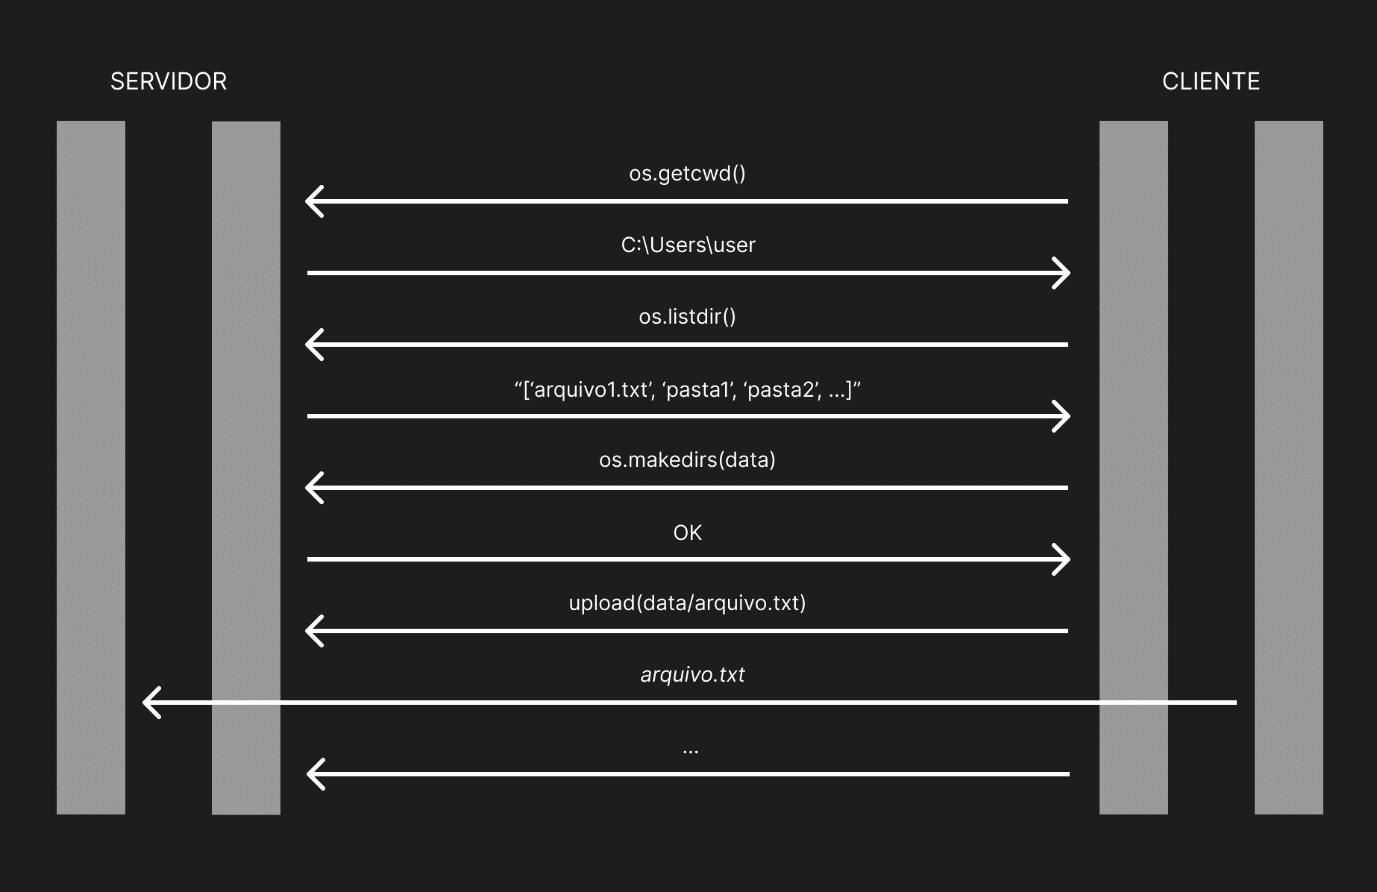 SERVIDOR
CLIENTE
os.getcwd()
C:\Users\user
os.listdir()
“[‘arquivo1.txt’, ‘pasta1’, ‘pasta2’, ...]”
os.makedirs(data)
OK
upload(data/arquivo.txt)
arquivo.txt
...